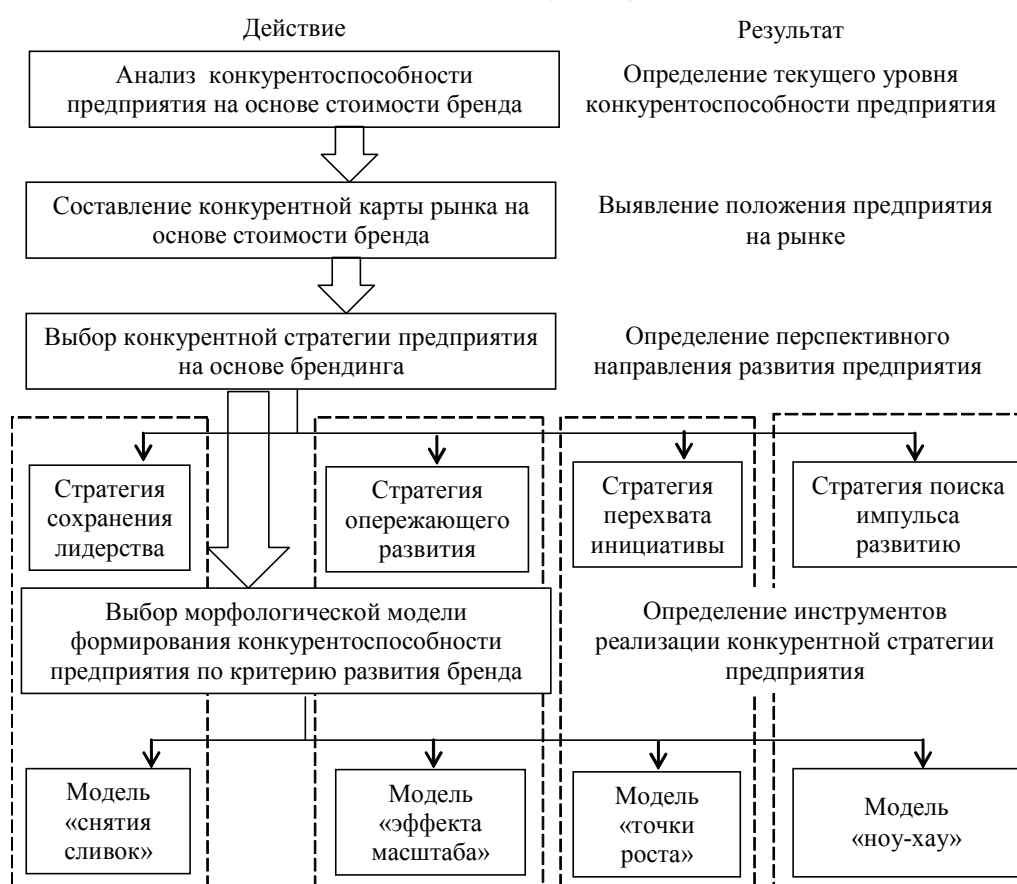 Действие
Результат
Анализ конкурентоспособности
предприятия на основе стоимости бренда
Определение текущего уровня
конкурентоспособности предприятия
Составление конкурентной карты рынка на
основе стоимости бренда
Выявление положения предприятия
на рынке
Выбор конкурентной стратегии предприятия
на основе брендинга
Определение перспективного
направления развития предприятия
Стратегия
сохранения
лидерства
Стратегия
опережающего
развития
Стратегия
перехвата
инициативы
Стратегия поиска
импульса
развитию
Выбор морфологической модели
формирования конкурентоспособности
предприятия по критерию развития бренда
Определение инструментов
реализации конкурентной стратегии
предприятия
Модель
«снятия
сливок»
Модель
«эффекта
масштаба»
Модель
«точки
роста»
Модель
«ноу-хау»